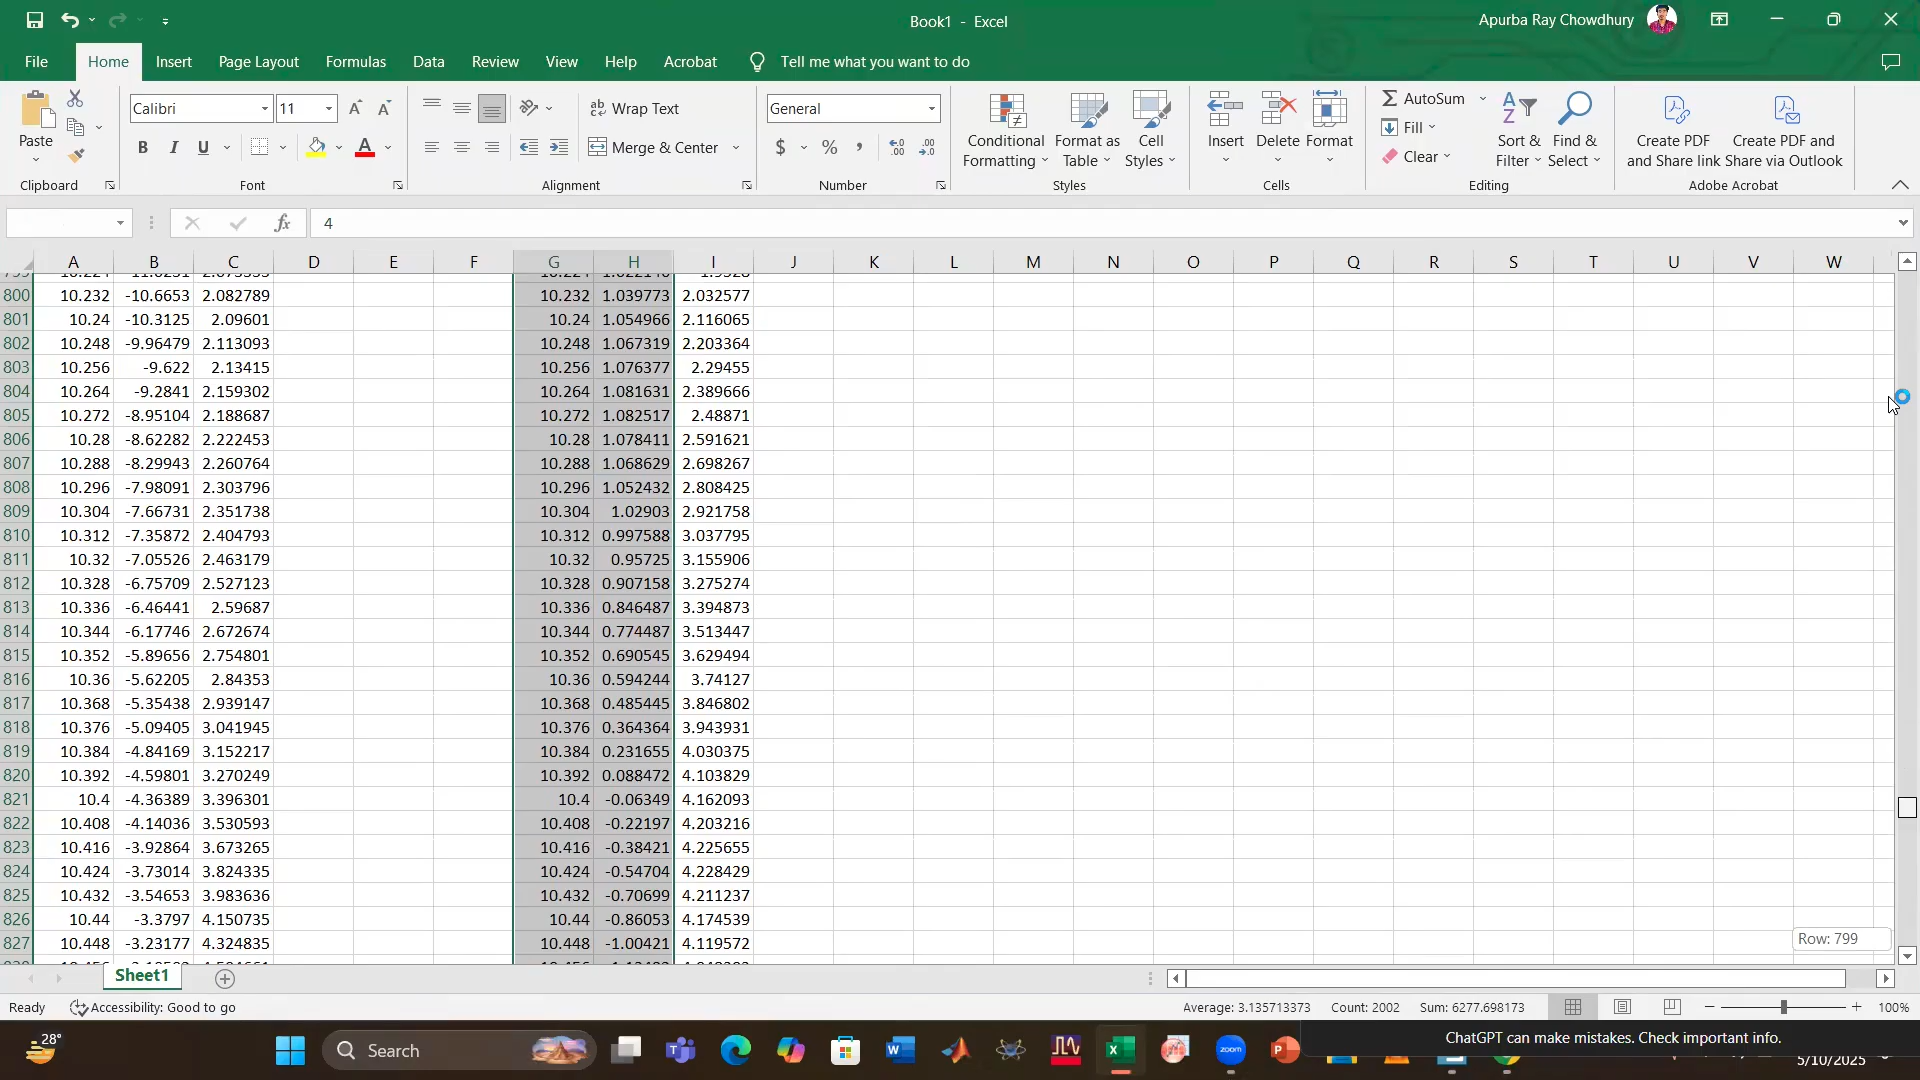 Book1 - Excel
Apurba Ray Chowdhury
File Home Insert Page Layout Formulas Data Review View Help Acrobat Tell me what you want to do
Calibri 11 Wrap Text General AutoSum
Paste Merge & Center Conditional Formatting Format as Table Cell Styles Insert Delete Format Fill Clear Sort & Filter Find & Select Create PDF and Share link Create PDF and Share via Outlook
Clipboard Font Alignment Number Styles Cells Editing Adobe Acrobat
fx 4
A B C D E F G H I J K L M N O P Q R S T U V W
800 10.232 -10.6653 2.082789 10.232 1.039773 2.032577
801 10.24 -10.3125 2.09601 10.24 1.054966 2.116065
802 10.248 -9.96479 2.113093 10.248 1.067319 2.203364
803 10.256 -9.622 2.13415 10.256 1.076377 2.29455
804 10.264 -9.2841 2.159302 10.264 1.081631 2.389666
805 10.272 -8.95104 2.188687 10.272 1.082517 2.48871
806 10.28 -8.62282 2.222453 10.28 1.078411 2.591621
807 10.288 -8.29943 2.260764 10.288 1.068629 2.698267
808 10.296 -7.98091 2.303796 10.296 1.052432 2.808425
809 10.304 -7.66731 2.351738 10.304 1.02903 2.921758
810 10.312 -7.35872 2.404793 10.312 0.997588 3.037795
811 10.32 -7.05526 2.463179 10.32 0.95725 3.155906
812 10.328 -6.75709 2.527123 10.328 0.907158 3.275274
813 10.336 -6.46441 2.59687 10.336 0.846487 3.394873
814 10.344 -6.17746 2.672674 10.344 0.774487 3.513447
815 10.352 -5.89656 2.754801 10.352 0.690545 3.629494
816 10.36 -5.62205 2.84353 10.36 0.594244 3.74127
817 10.368 -5.35438 2.939147 10.368 0.485445 3.846802
818 10.376 -5.09405 3.041945 10.376 0.364364 3.943931
819 10.384 -4.84169 3.152217 10.384 0.231655 4.030375
820 10.392 -4.59801 3.270249 10.392 0.088472 4.103829
821 10.4 -4.36389 3.396301 10.4 -0.06349 4.162093
822 10.408 -4.14036 3.530593 10.408 -0.22197 4.203216
823 10.416 -3.92864 3.673265 10.416 -0.38421 4.225655
824 10.424 -3.73014 3.824335 10.424 -0.54704 4.228429
825 10.432 -3.54653 3.983636 10.432 -0.70699 4.211237
826 10.44 -3.3797 4.150735 10.44 -0.86053 4.174539
827 10.448 -3.23177 4.324835 10.448 -1.00421 4.119572
Row: 799
Sheet1
Ready Accessibility: Good to go Average: 3.135713373 Count: 2002 Sum: 6277.698173 100%
28° Search zoom ChatGPT can make mistakes. Check important info.
5/10/2025